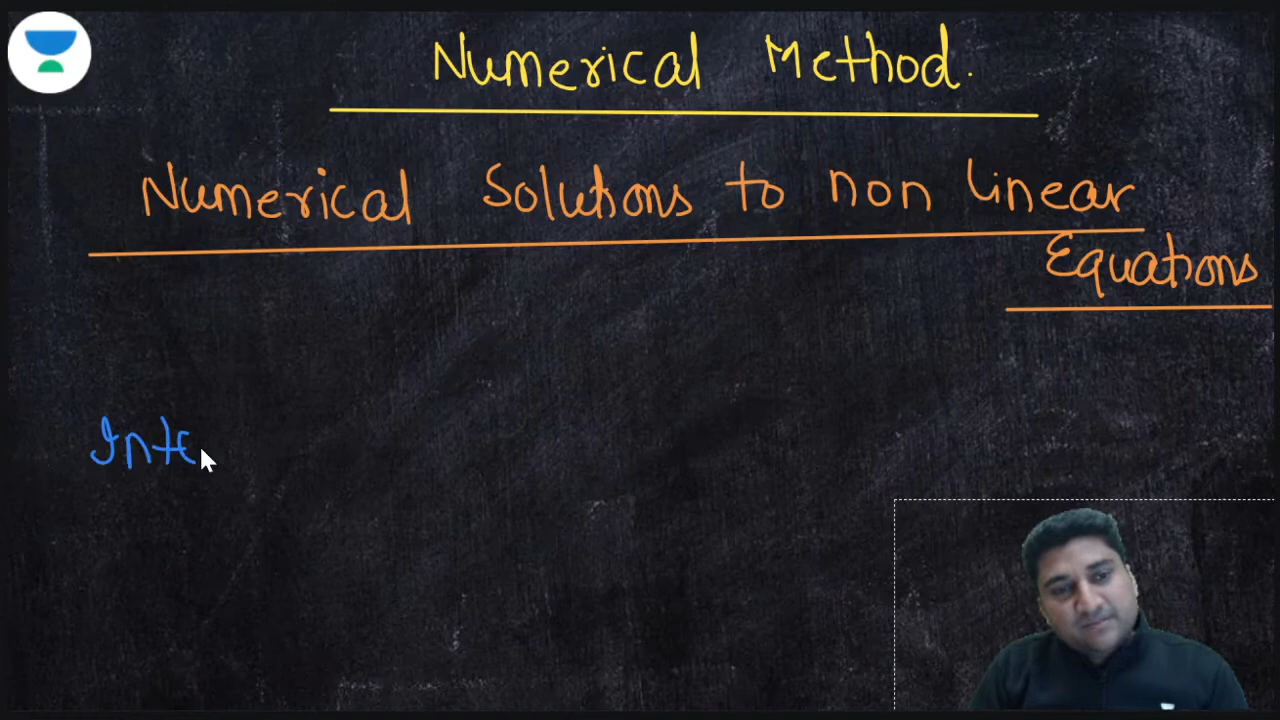 Numerical Method.
Numerical Solutions to non linear
Equations
Inte